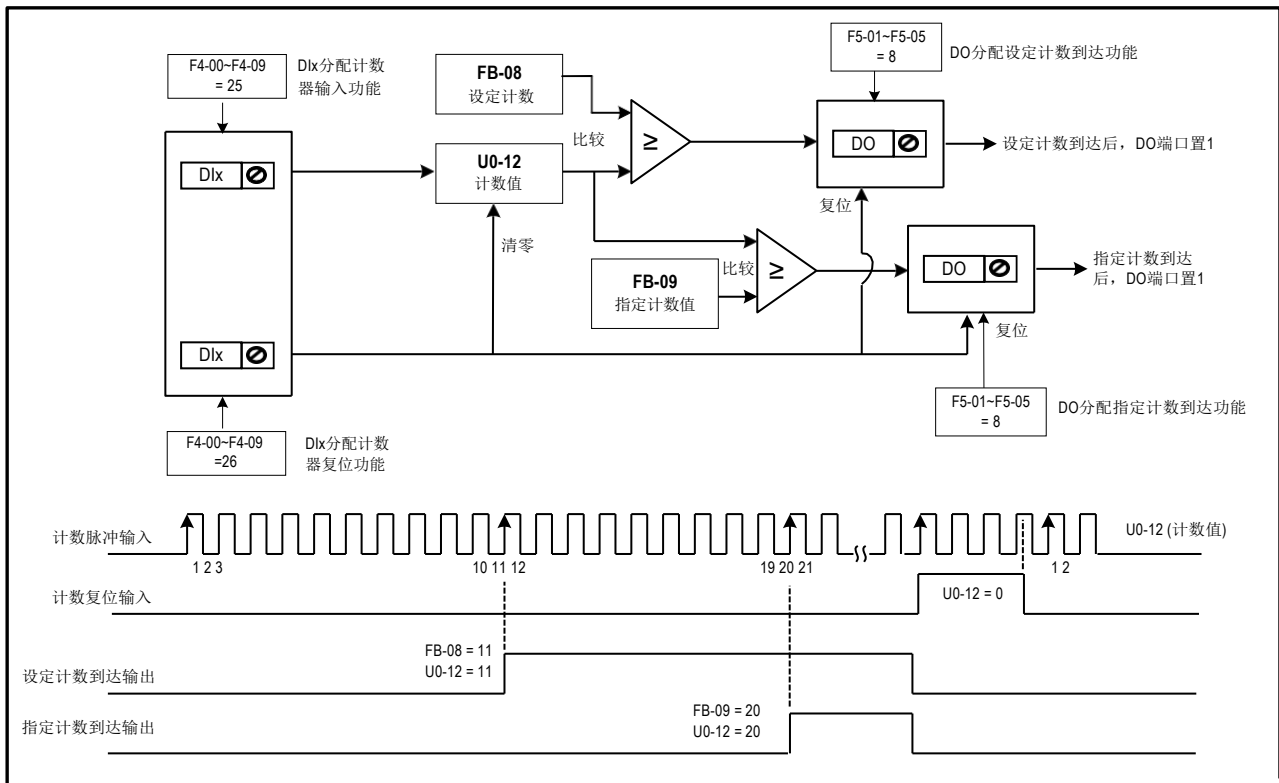 F4-00~F4-09
= 25
DIx分配计数
器输入功能
FB-08
设定计数
F5-01~F5-05
= 8
DO分配设定计数到达功能
比较
≥
DO
设定计数到达后，DO端口置1
DIx
U0-12
计数值
复位
清零
比较
≥
FB-09
指定计数值
DO
指定计数到达
后，DO端口置1
复位
DIx
F5-01~F5-05
= 8
DO分配指定计数到达功能
F4-00~F4-09
=26
DIx分配计数
器复位功能
计数脉冲输入
U0-12 (计数值)
1 2 3
10 11 12
19 20 21
1 2
计数复位输入
U0-12 = 0
FB-08 = 11
U0-12 = 11
设定计数到达输出
FB-09 = 20
U0-12 = 20
指定计数到达输出